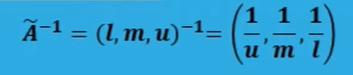 Ã⁻¹ = (l, m, u)⁻¹= (1/u, 1/m, 1/l)